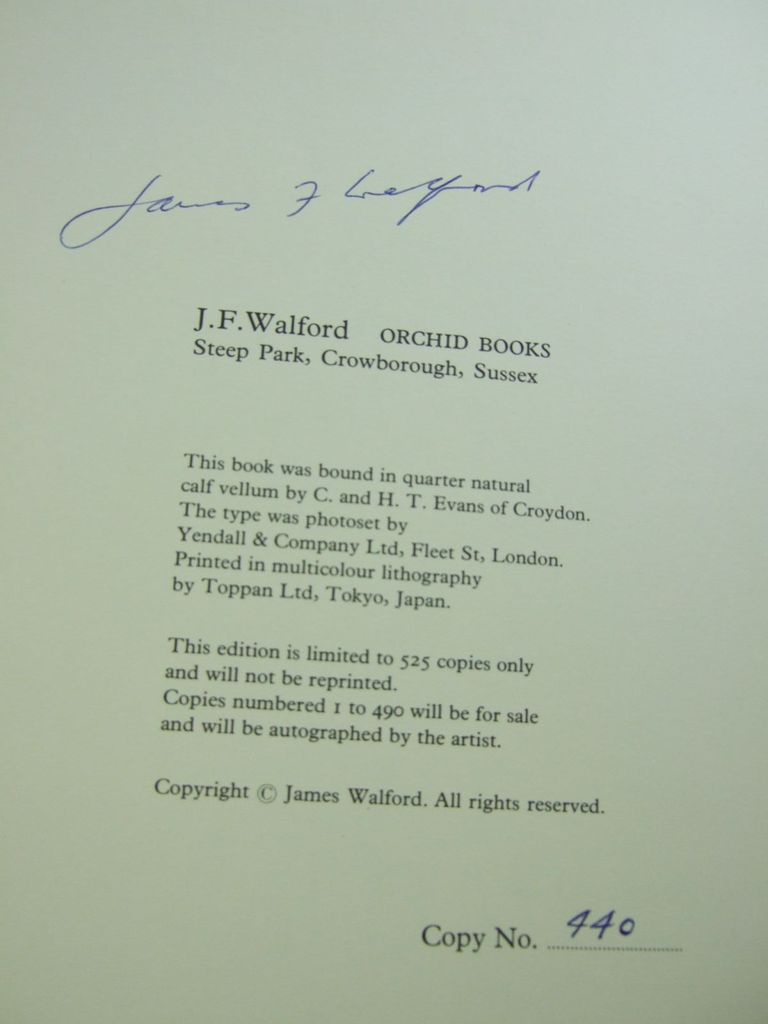 James F Walford
J.F.Walford ORCHID BOOKS
Steep Park, Crowborough, Sussex
This book was bound in quarter natural
calf vellum by C. and H. T. Evans of Croydon.
The type was photoset by
Yendall & Company Ltd, Fleet St, London.
Printed in multicolour lithography
by Toppan Ltd, Tokyo, Japan.
This edition is limited to 525 copies only
and will not be reprinted.
Copies numbered 1 to 490 will be for sale
and will be autographed by the artist.
Copyright © James Walford. All rights reserved.
Copy No. 440